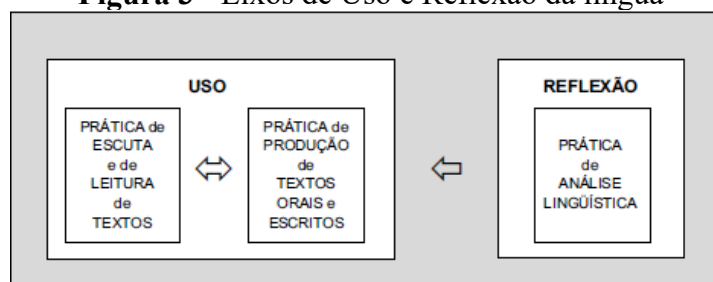 Figura 3 - Eixos de Uso e Reflexão da língua
USO
PRÁTICA de
ESCUTA
e de
LEITURA
de
TEXTOS
PRÁTICA de
PRODUÇÃO
de
TEXTOS
ORAIS e
ESCRITOS
REFLEXÃO
PRÁTICA
de
ANÁLISE
LINGÜÍSTICA